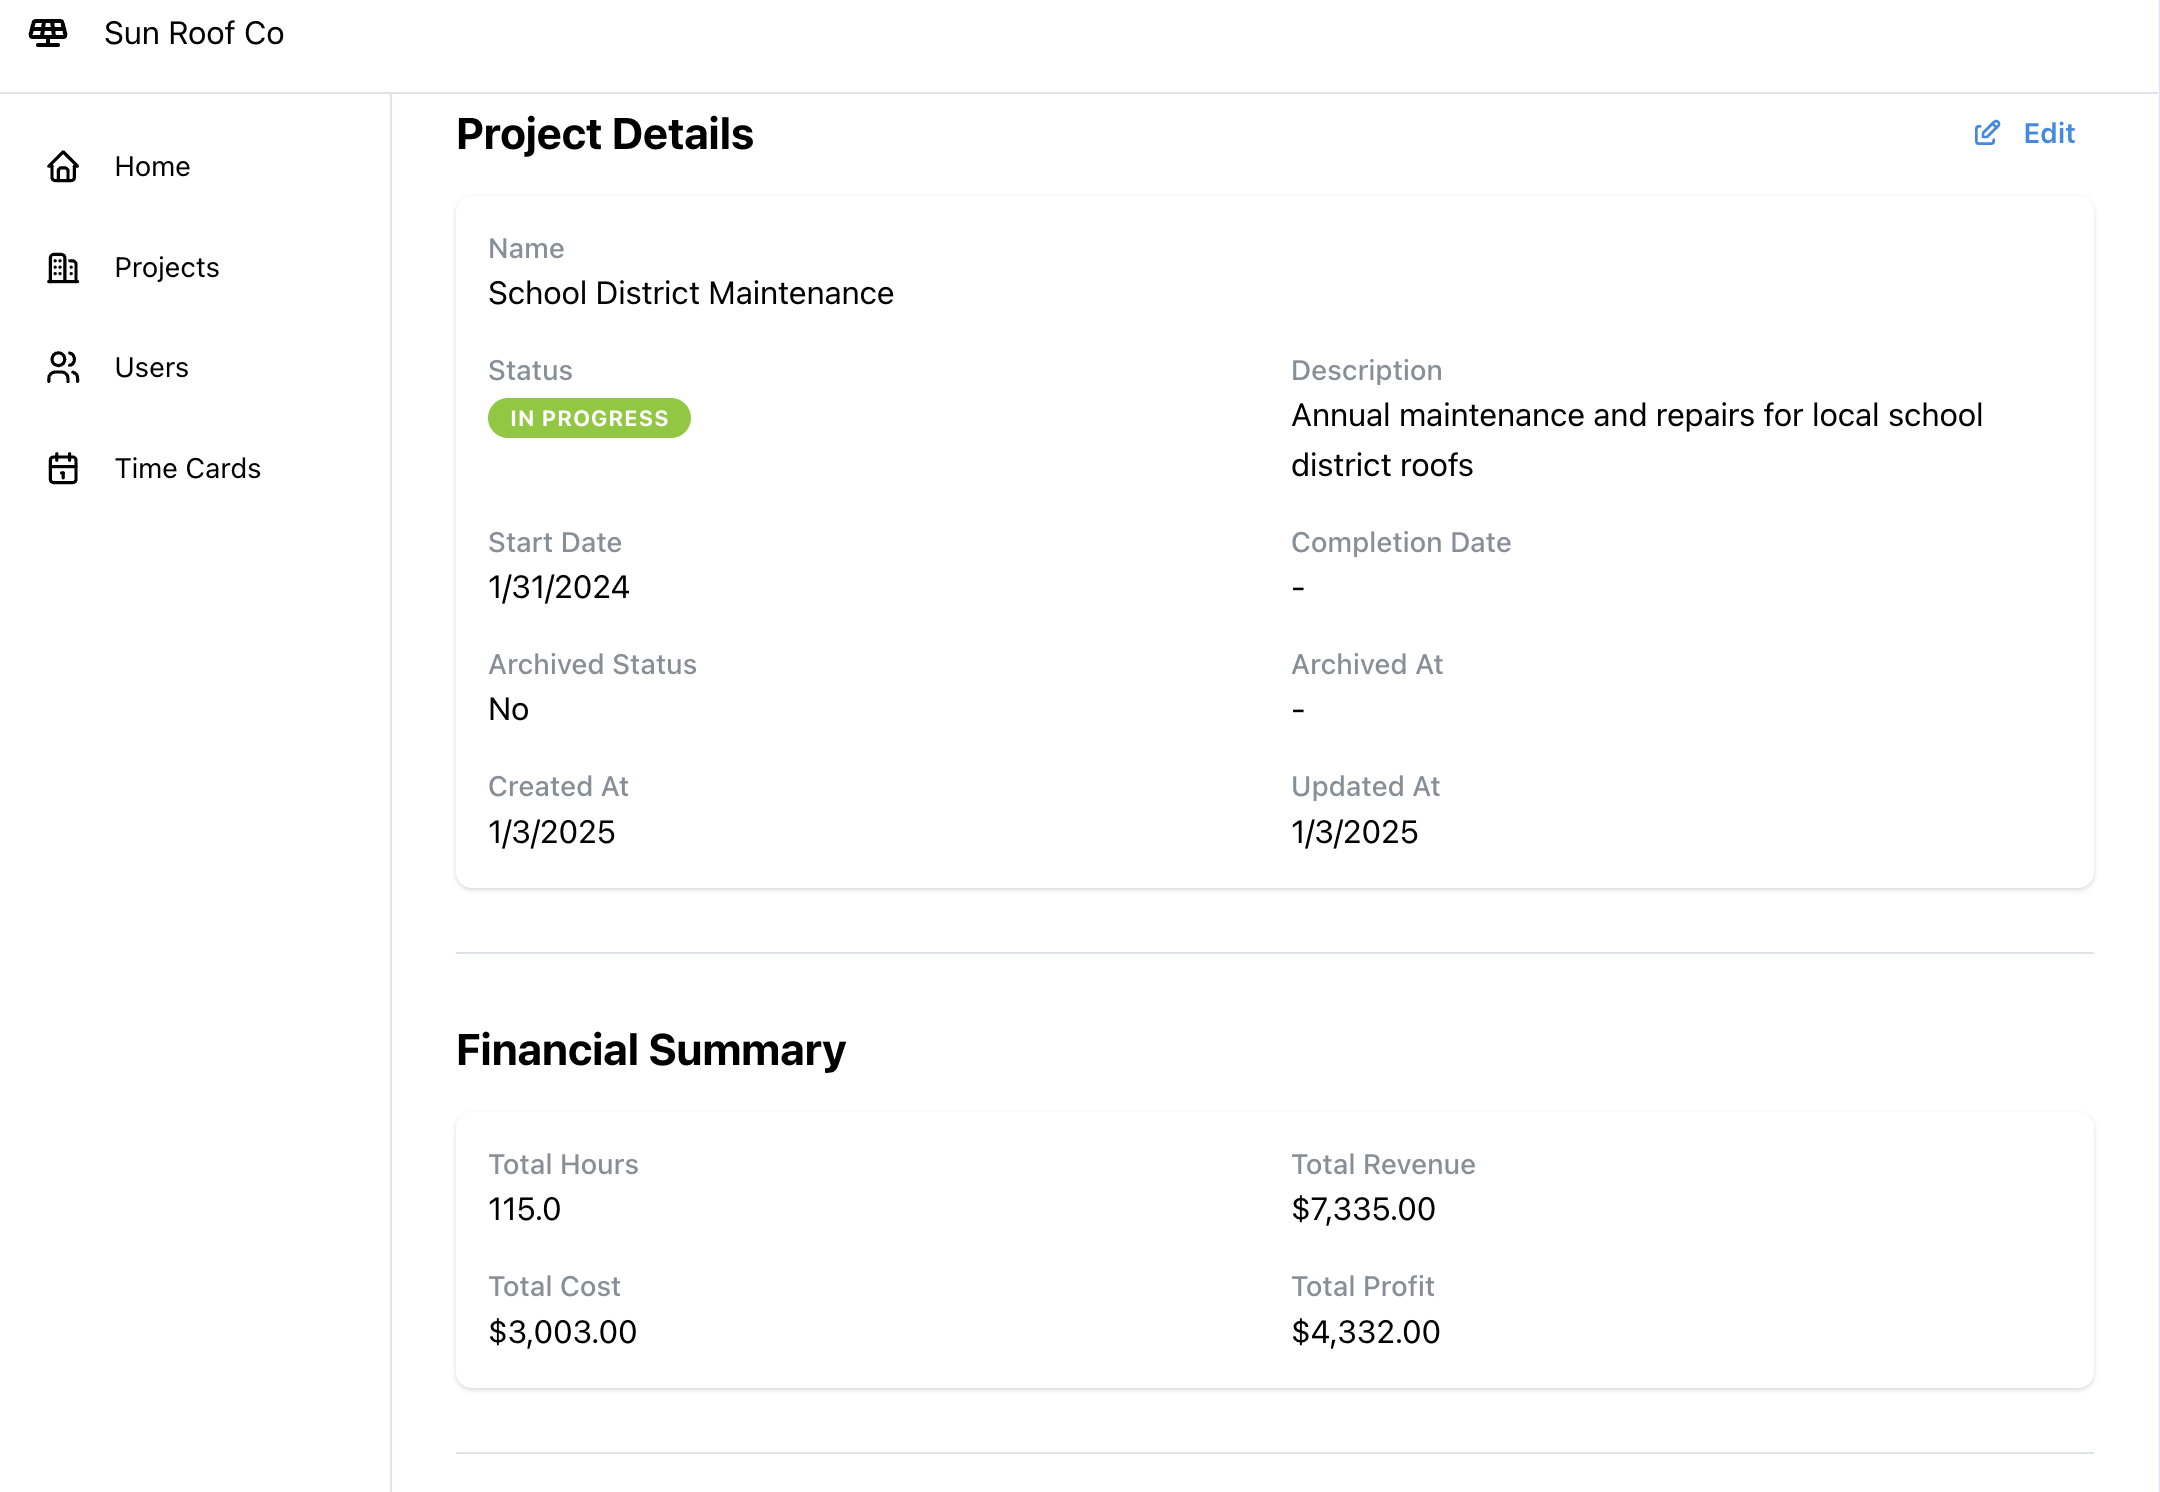 Sun Roof Co
Home
Projects
Users
Time Cards
Project Details
Edit
Name
School District Maintenance
Status
IN PROGRESS
Description
Annual maintenance and repairs for local school
district roofs
Start Date
1/31/2024
Completion Date
-
Archived Status
No
Archived At
-
Created At
1/3/2025
Updated At
1/3/2025
Financial Summary
Total Hours
115.0
Total Revenue
$7,335.00
Total Cost
$3,003.00
Total Profit
$4,332.00